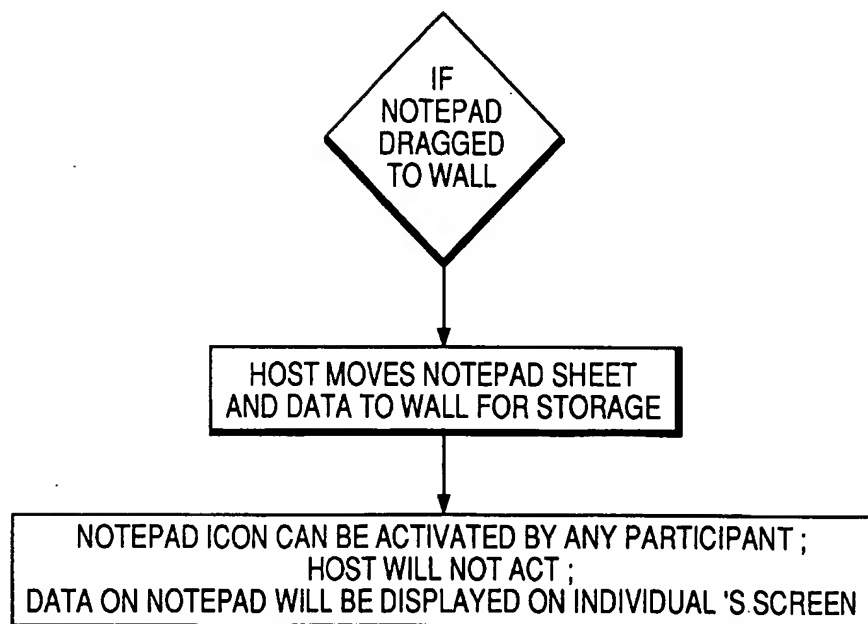 IF
NOTEPAD
DRAGGED
TO WALL
HOST MOVES NOTEPAD SHEET
AND DATA TO WALL FOR STORAGE
NOTEPAD ICON CAN BE ACTIVATED BY ANY PARTICIPANT ;
HOST WILL NOT ACT ;
DATA ON NOTEPAD WILL BE DISPLAYED ON INDIVIDUAL 'S.SCREEN